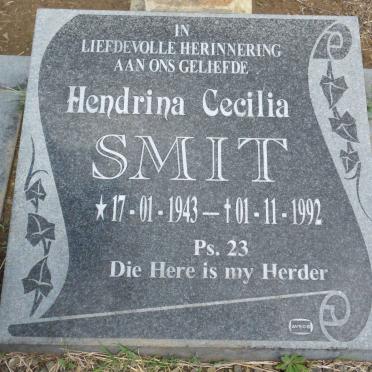 IN
LIEFDEVOLLE HERINNERING
AAN ONS GELIEFDE
Hendrina Cecilia
SMIT
★17-01-1943—†01-11-1992
Ps. 23
Die Here is my Herder